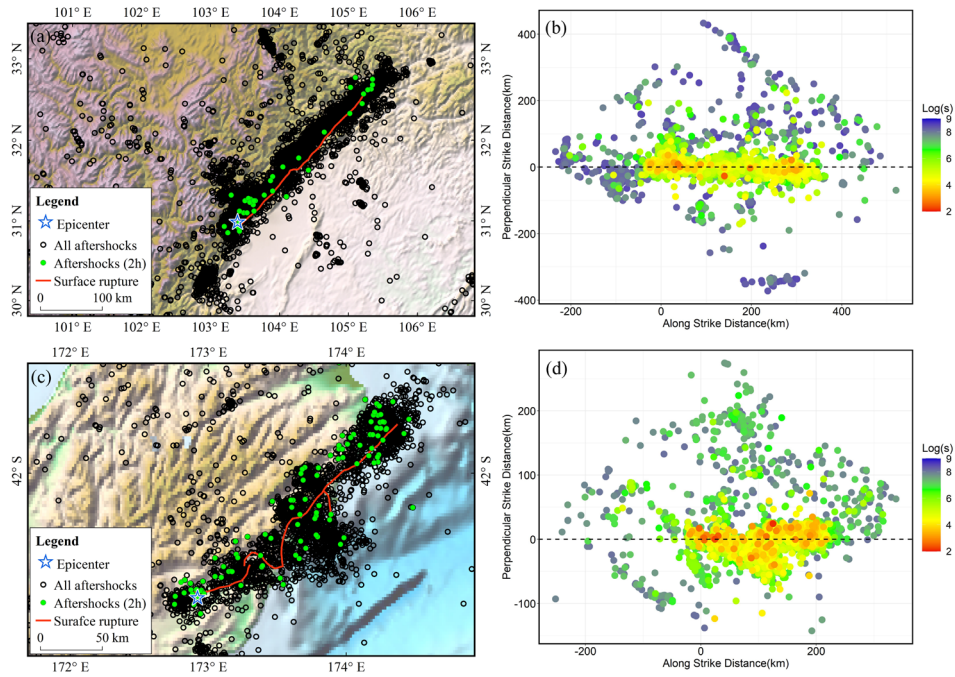 101° E 102° E 103° E 104° E 105° E 106° E
(a)
33° N 33° N
32° N
31° N 31° N
30° N 30° N
Legend
Epicenter
All aftershocks
Aftershocks (2h)
Surface rupture
0 100 km
101° E 102° E 103° E 104° E 105° E 106° E
(b)
Perpendicular Strike Distance(km)
400
200
0
-200
-400
-200 0 200 400
Along Strike Distance(km)
Log(s)
9
8
6
4
2
172° E 173° E 174° E
(c)
42° S 42° S
Legend
Epicenter
All aftershocks
Aftershocks (2h)
Surafce rupture
0 50 km
172° E 173° E 174° E
(d)
Perpendicular Strike Distance(km)
200
100
0
-100
-200 0 200
Along Strike Distance(km)
Log(s)
9
8
6
4
2